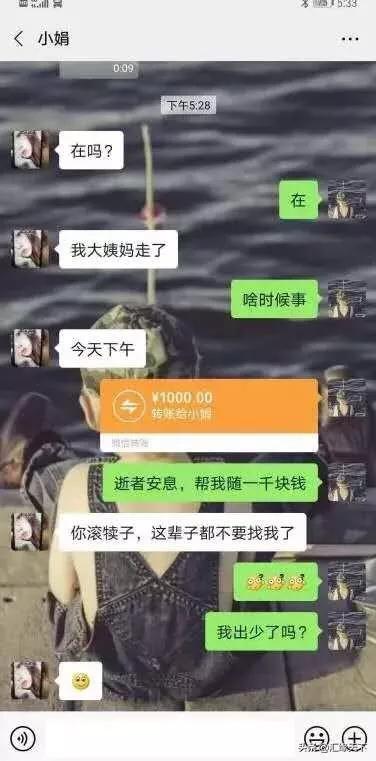 5:33
小娟
0:09
下午5:28
在吗?
在
我大姨妈走了
啥时候事
今天下午
¥1000.00
转账给小娟
微信转账
逝者安息，帮我随一千块钱
你滚犊子，这辈子都不要找我了
我出少了吗?
头条@汇缘天下